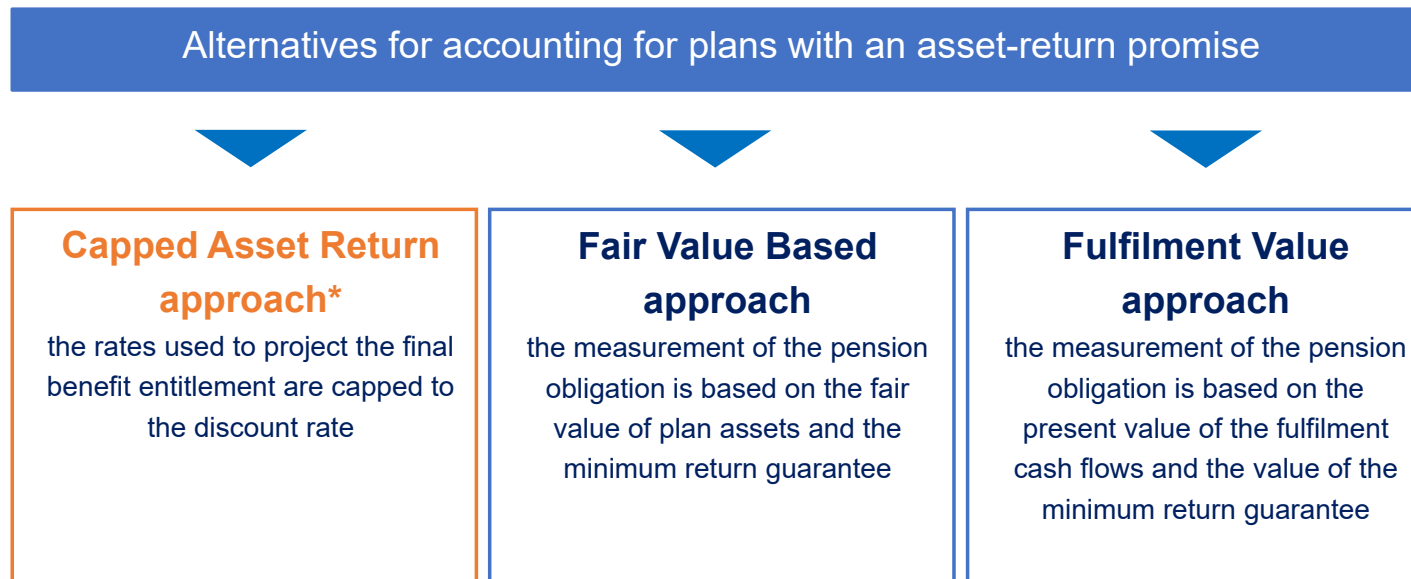 Alternatives for accounting for plans with an asset-return promise
Capped Asset Return
approach*
the rates used to project the final
benefit entitlement are capped to
the discount rate
Fair Value Based
approach
the measurement of the pension
obligation is based on the fair
value of plan assets and the
minimum return guarantee
Fulfilment Value
approach
the measurement of the pension
obligation is based on the
present value of the fulfilment
cash flows and the value of the
minimum return guarantee